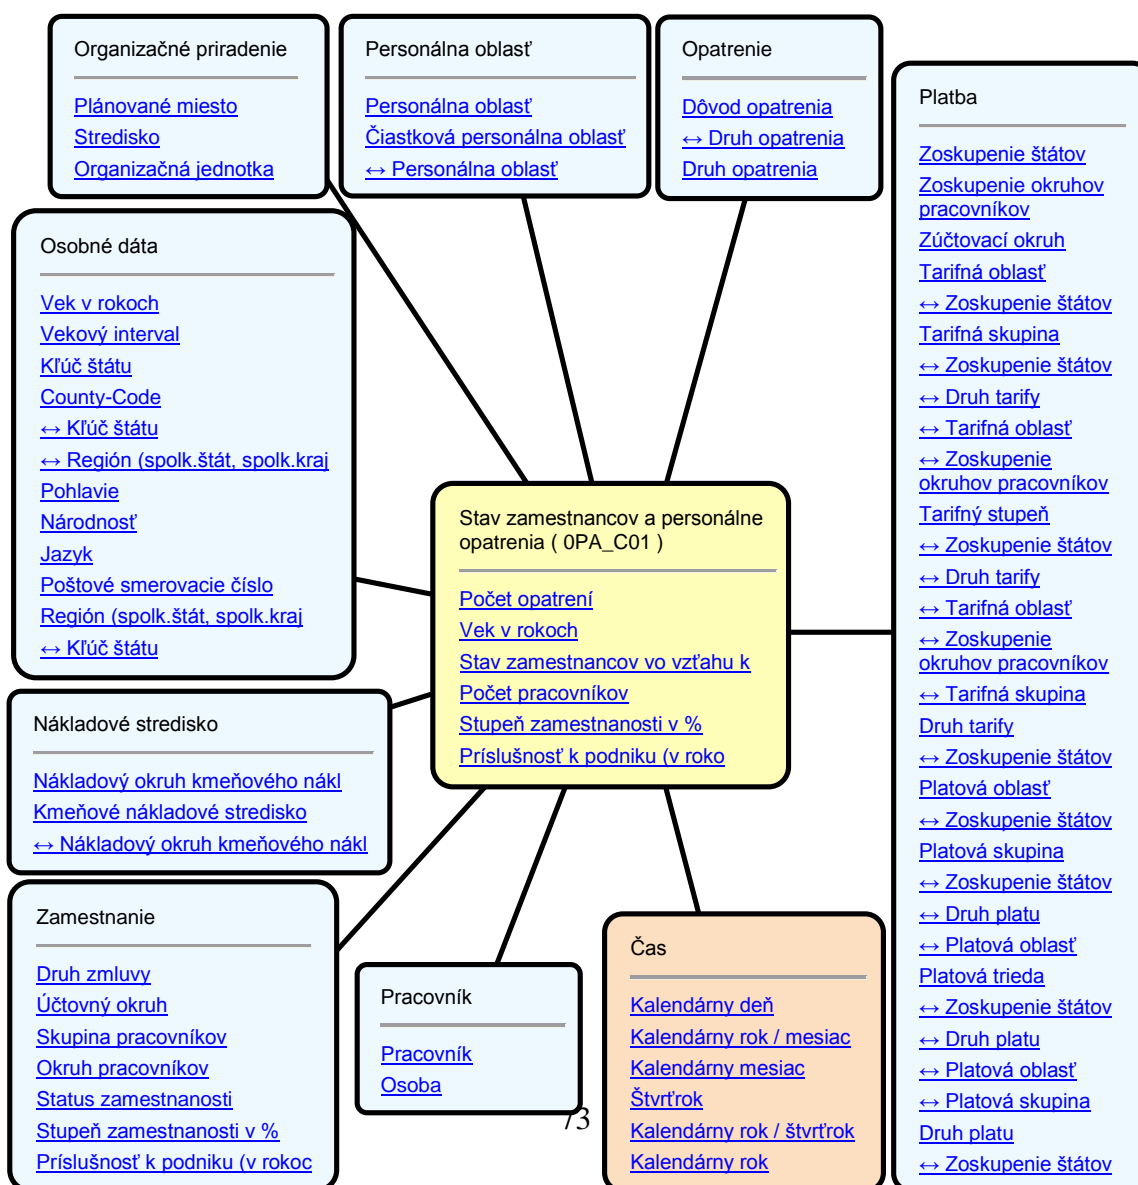 Organizačné priradenie
Plánované miesto
Stredisko
Organizačná jednotka
Personálna oblasť
Personálna oblasť
Čiastková personálna oblasť
↔ Personálna oblasť
Opatrenie
Dôvod opatrenia
↔ Druh opatrenia
Druh opatrenia
Platba
Zoskupenie štátov
Zoskupenie okruhov
pracovníkov
Zúčtovací okruh
Tarifná oblasť
↔ Zoskupenie štátov
Tarifná skupina
↔ Zoskupenie štátov
↔ Druh tarify
↔ Tarifná oblasť
↔ Zoskupenie
okruhov pracovníkov
Tarifný stupeň
↔ Zoskupenie štátov
↔ Druh tarify
↔ Tarifná oblasť
↔ Zoskupenie
okruhov pracovníkov
↔ Tarifná skupina
Druh tarify
↔ Zoskupenie štátov
Platová oblasť
↔ Zoskupenie štátov
Platová skupina
↔ Zoskupenie štátov
↔ Druh platu
↔ Platová oblasť
Platová trieda
↔ Zoskupenie štátov
↔ Druh platu
↔ Platová oblasť
↔ Platová skupina
Druh platu
↔ Zoskupenie štátov
Osobné dáta
Vek v rokoch
Vekový interval
Kľúč štátu
County-Code
↔ Kľúč štátu
↔ Región (spolk.štát, spolk.kraj
Pohlavie
Národnosť
Jazyk
Poštové smerovacie číslo
Región (spolk.štát, spolk.kraj
↔ Kľúč štátu
Stav zamestnancov a personálne
opatrenia ( 0PA_C01 )
Počet opatrení
Vek v rokoch
Stav zamestnancov vo vzťahu k
Počet pracovníkov
Stupeň zamestnanosti v %
Príslušnosť k podniku (v roko
Nákladové stredisko
Nákladový okruh kmeňového nákl
Kmeňové nákladové stredisko
↔ Nákladový okruh kmeňového nákl
Zamestnanie
Druh zmluvy
Účtovný okruh
Skupina pracovníkov
Okruh pracovníkov
Status zamestnanosti
Stupeň zamestnanosti v %
Príslušnosť k podniku (v rokoc
Pracovník
Pracovník
Osoba
Čas
Kalendárny deň
Kalendárny rok / mesiac
Kalendárny mesiac
Štvrťrok
Kalendárny rok / štvrťrok
Kalendárny rok
73